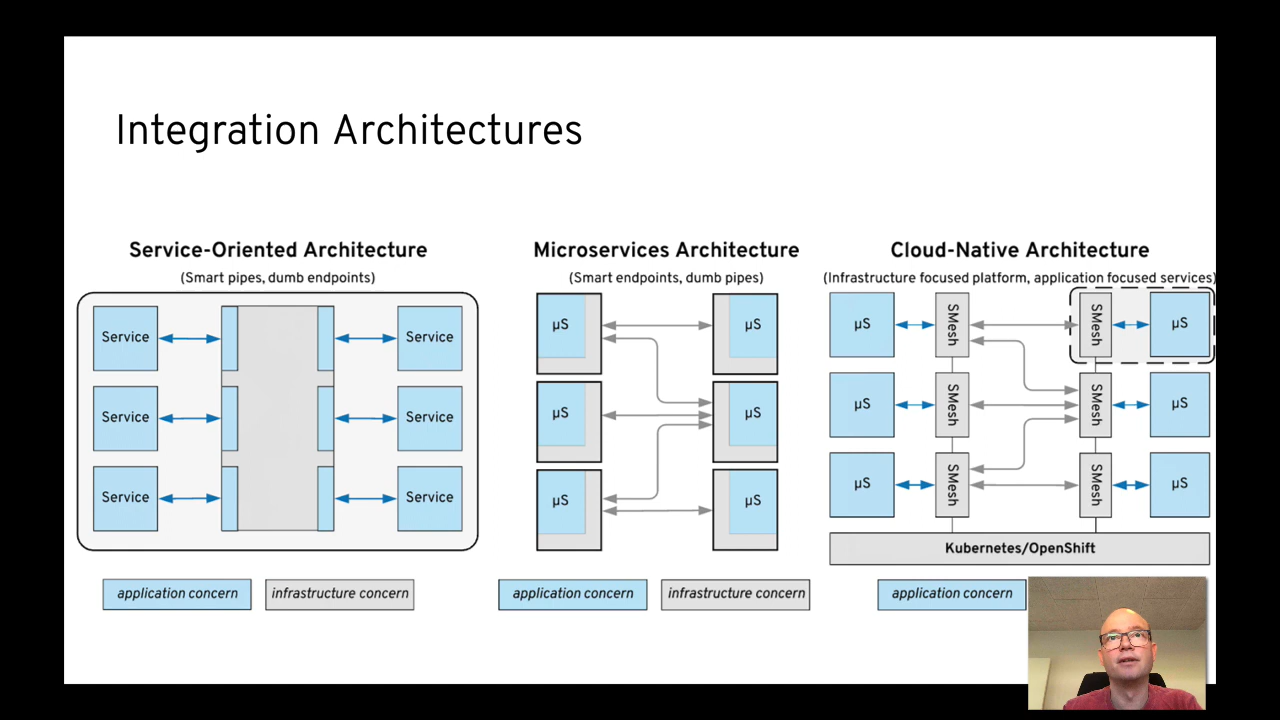 Integration Architectures
Service-Oriented Architecture
(Smart pipes, dumb endpoints)
Service
Service
Service
Service
Service
Service
application concern
infrastructure concern
Microservices Architecture
(Smart endpoints, dumb pipes)
µS
µS
µS
µS
µS
µS
application concern
infrastructure concern
Cloud-Native Architecture
(Infrastructure focused platform, application focused services)
µS
SMesh
SMesh
µS
µS
SMesh
SMesh
µS
µS
SMesh
SMesh
µS
Kubernetes/OpenShift
application concern